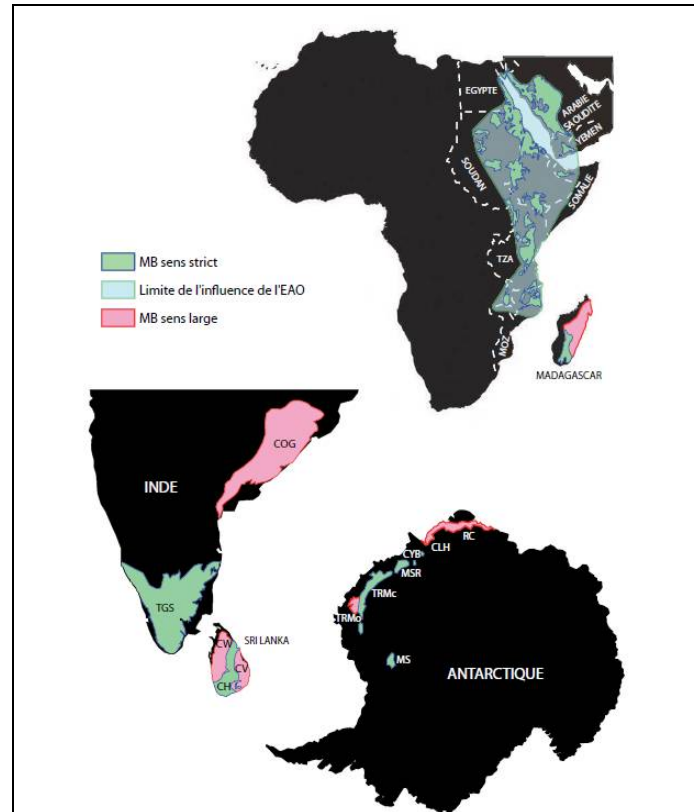 EGYPTE
ARABIE
SAOUDITE
YEMEN
SOUDAN
SOMALIE
TZA
MOZ
MADAGASCAR
MB sens strict
Limite de l'influence de l'EAO
MB sens large
COG
INDE
TGS
SRI LANKA
CW
CV
CH
RC
CLH
CYB
MSR
TRMc
TRMo
MS
ANTARCTIQUE